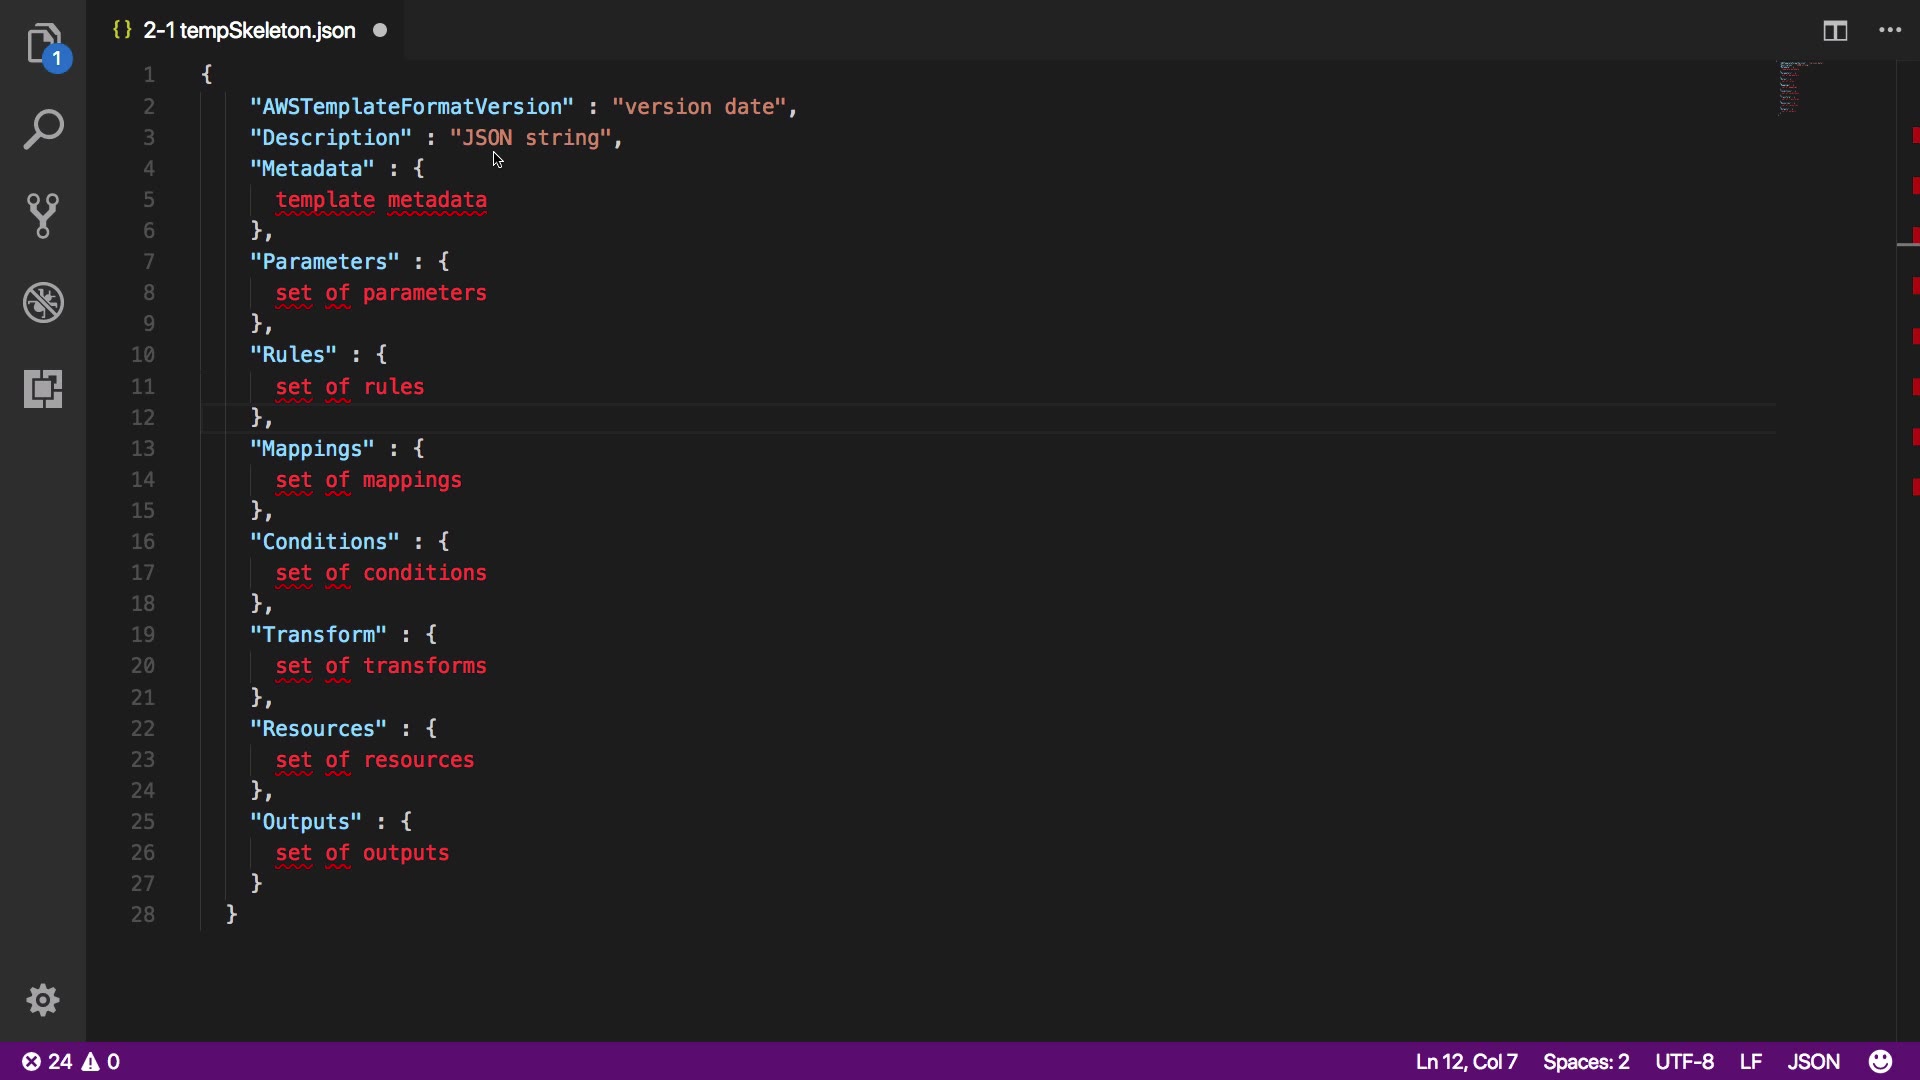 {} 2-1 tempSkeleton.json
1
1 {
2 "AWSTemplateFormatVersion" : "version date",
3 "Description" : "JSON string",
4 "Metadata" : {
5 template metadata
6 },
7 "Parameters" : {
8 set of parameters
9 },
10 "Rules" : {
11 set of rules
12 },
13 "Mappings" : {
14 set of mappings
15 },
16 "Conditions" : {
17 set of conditions
18 },
19 "Transform" : {
20 set of transforms
21 },
22 "Resources" : {
23 set of resources
24 },
25 "Outputs" : {
26 set of outputs
27 }
28 }
24 0 Ln 12, Col 7 Spaces: 2 UTF-8 LF JSON